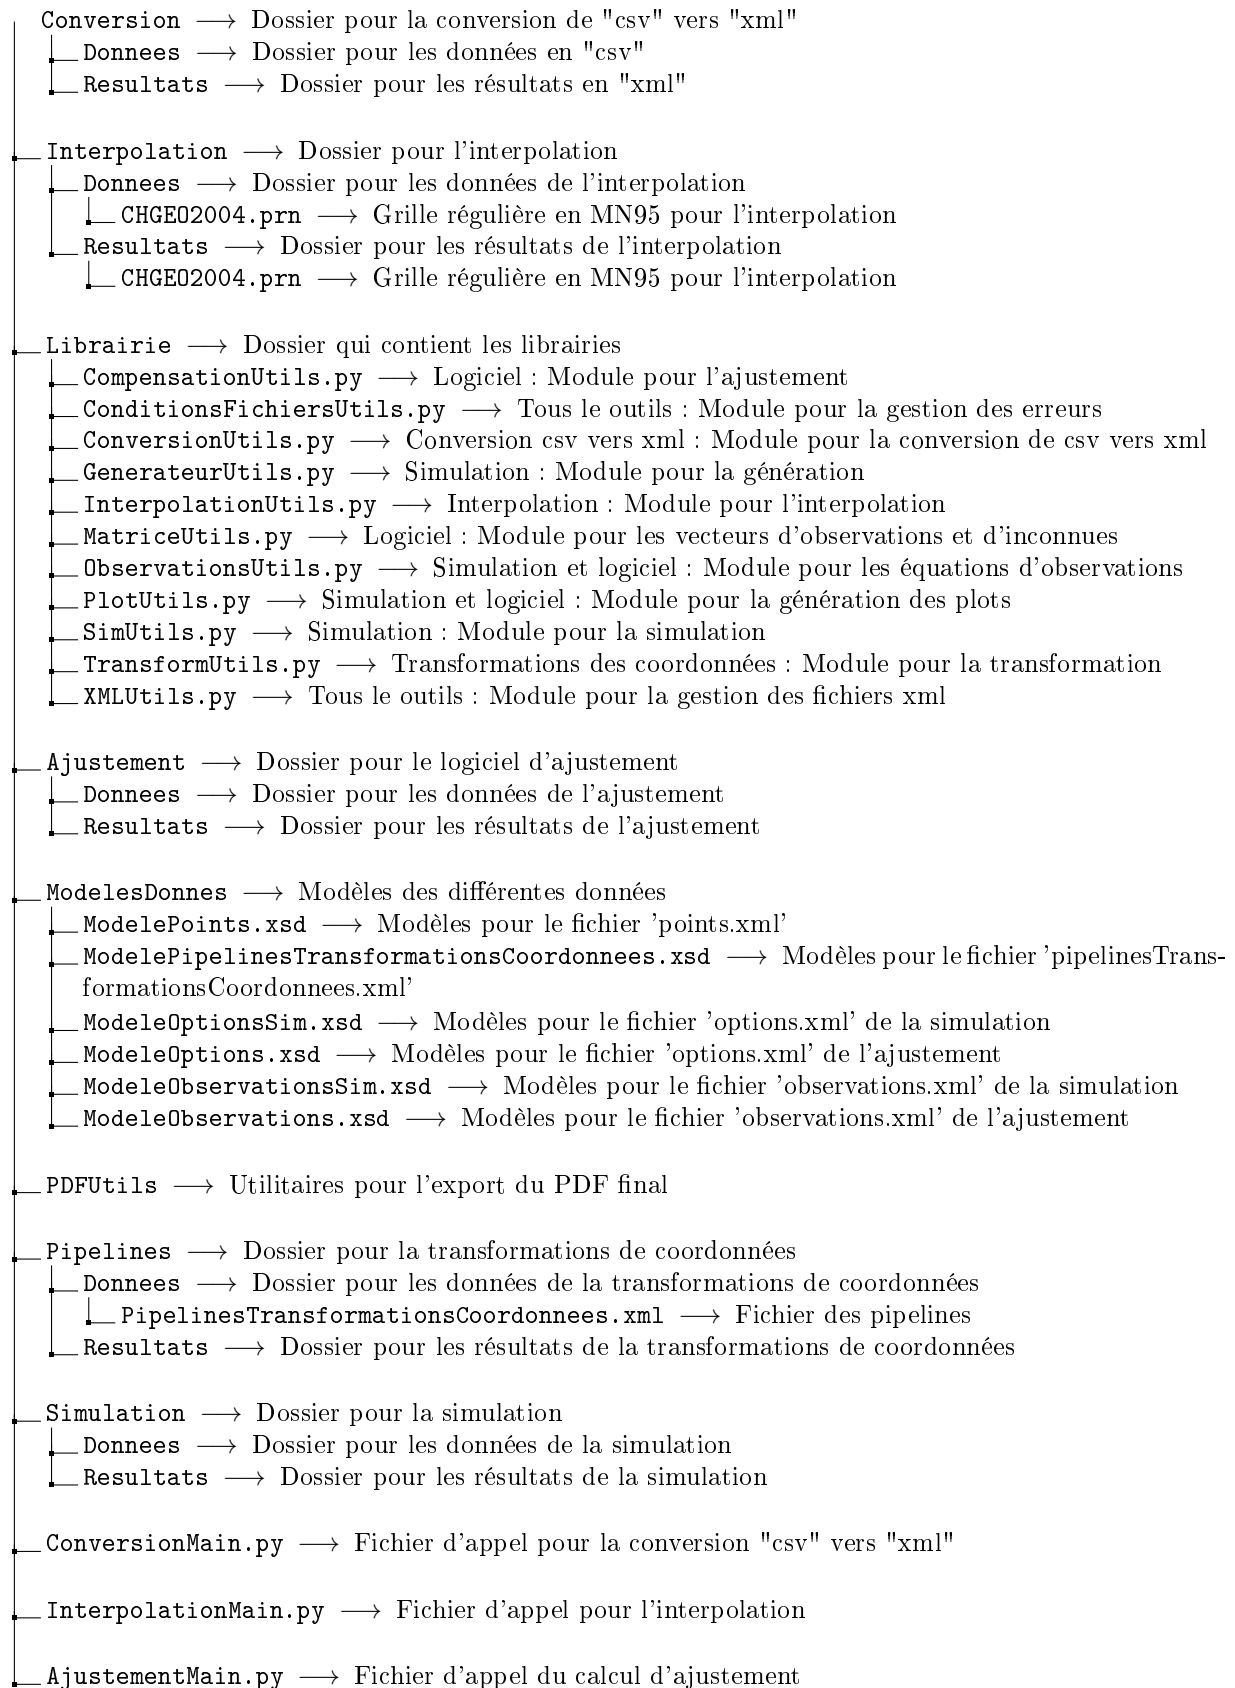 Conversion ⟶ Dossier pour la conversion de "csv" vers "xml"
Donnees ⟶ Dossier pour les données en "csv"
Resultats ⟶ Dossier pour les résultats en "xml"
Interpolation ⟶ Dossier pour l'interpolation
Donnees ⟶ Dossier pour les données de l'interpolation
CHGEO2004.prn ⟶ Grille régulière en MN95 pour l'interpolation
Resultats ⟶ Dossier pour les résultats de l'interpolation
CHGEO2004.prn ⟶ Grille régulière en MN95 pour l'interpolation
Librairie ⟶ Dossier qui contient les librairies
CompensationUtils.py ⟶ Logiciel : Module pour l'ajustement
ConditionsFichiersUtils.py ⟶ Tous le outils : Module pour la gestion des erreurs
ConversionUtils.py ⟶ Conversion csv vers xml : Module pour la conversion de csv vers xml
GenerateurUtils.py ⟶ Simulation : Module pour la génération
InterpolationUtils.py ⟶ Interpolation : Module pour l'interpolation
MatriceUtils.py ⟶ Logiciel : Module pour les vecteurs d'observations et d'inconnues
ObservationsUtils.py ⟶ Simulation et logiciel : Module pour les équations d'observations
PlotUtils.py ⟶ Simulation et logiciel : Module pour la génération des plots
SimUtils.py ⟶ Simulation : Module pour la simulation
TransformUtils.py ⟶ Transformations des coordonnées : Module pour la transformation
XMLUtils.py ⟶ Tous le outils : Module pour la gestion des fichiers xml
Ajustement ⟶ Dossier pour le logiciel d'ajustement
Donnees ⟶ Dossier pour les données de l'ajustement
Resultats ⟶ Dossier pour les résultats de l'ajustement
ModelesDonnes ⟶ Modèles des différentes données
ModelePoints.xsd ⟶ Modèles pour le fichier 'points.xml'
ModelePipelinesTransformationsCoordonnees.xsd ⟶ Modèles pour le fichier 'pipelinesTrans-
formationsCoordonnees.xml'
ModeleOptionsSim.xsd ⟶ Modèles pour le fichier 'options.xml' de la simulation
ModeleOptions.xsd ⟶ Modèles pour le fichier 'options.xml' de l'ajustement
ModeleObservationsSim.xsd ⟶ Modèles pour le fichier 'observations.xml' de la simulation
ModeleObservations.xsd ⟶ Modèles pour le fichier 'observations.xml' de l'ajustement
PDFUtils ⟶ Utilitaires pour l'export du PDF final
Pipelines ⟶ Dossier pour la transformations de coordonnées
Donnees ⟶ Dossier pour les données de la transformations de coordonnées
PipelinesTransformationsCoordonnees.xml ⟶ Fichier des pipelines
Resultats ⟶ Dossier pour les résultats de la transformations de coordonnées
Simulation ⟶ Dossier pour la simulation
Donnees ⟶ Dossier pour les données de la simulation
Resultats ⟶ Dossier pour les résultats de la simulation
ConversionMain.py ⟶ Fichier d'appel pour la conversion "csv" vers "xml"
InterpolationMain.py ⟶ Fichier d'appel pour l'interpolation
AjustementMain.py ⟶ Fichier d'appel du calcul d'ajustement